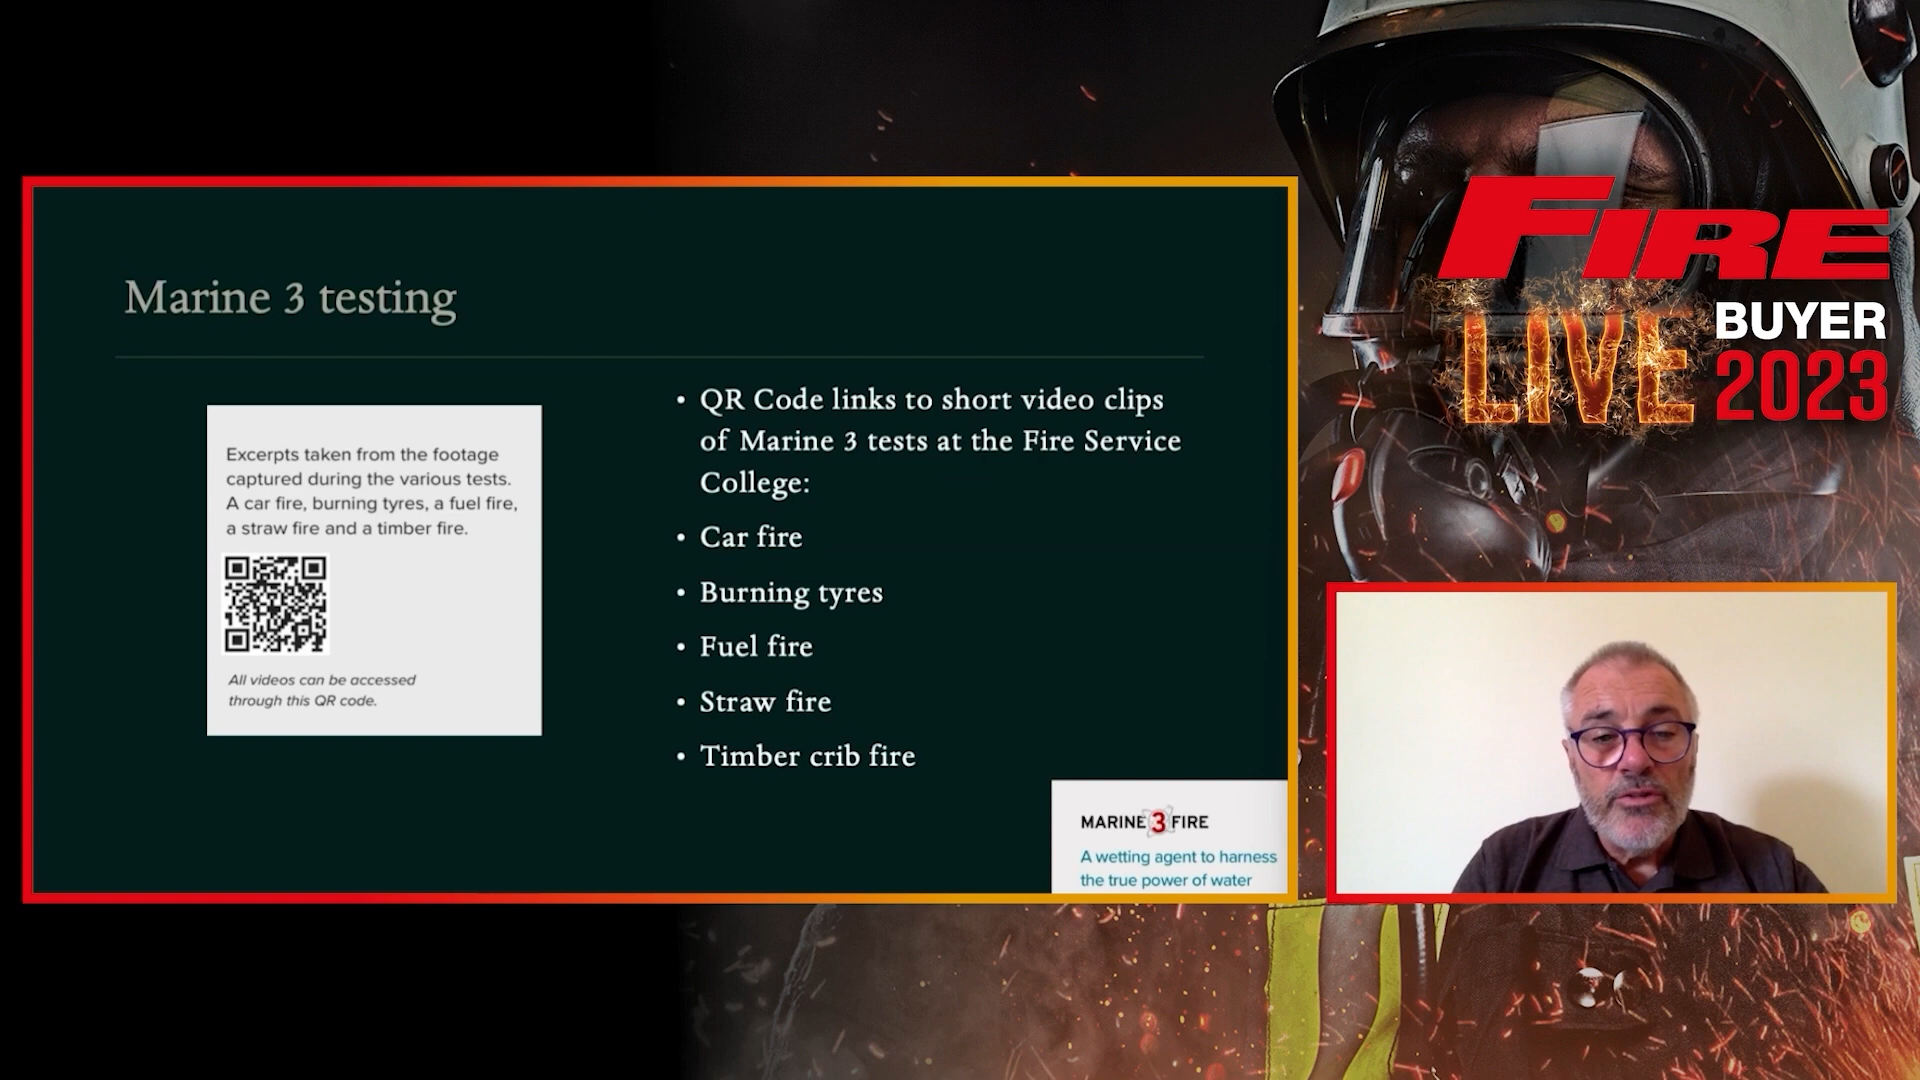 Marine 3 testing
Excerpts taken from the footage
captured during the various tests.
A car fire, burning tyres, a fuel fire,
a straw fire and a timber fire.
All videos can be accessed
through this QR code.
• QR Code links to short video clips
of Marine 3 tests at the Fire Service
College:
• Car fire
• Burning tyres
• Fuel fire
• Straw fire
• Timber crib fire
MARINE 3 FIRE
A wetting agent to harness
the true power of water
FIRE
LIVE BUYER
2023